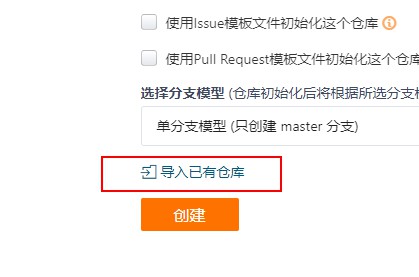 使用Issue模板文件初始化这个仓库
使用Pull Request模板文件初始化这个仓库
选择分支模型 (仓库初始化后将根据所选分支模
单分支模型 (只创建 master 分支)
导入已有仓库
创建